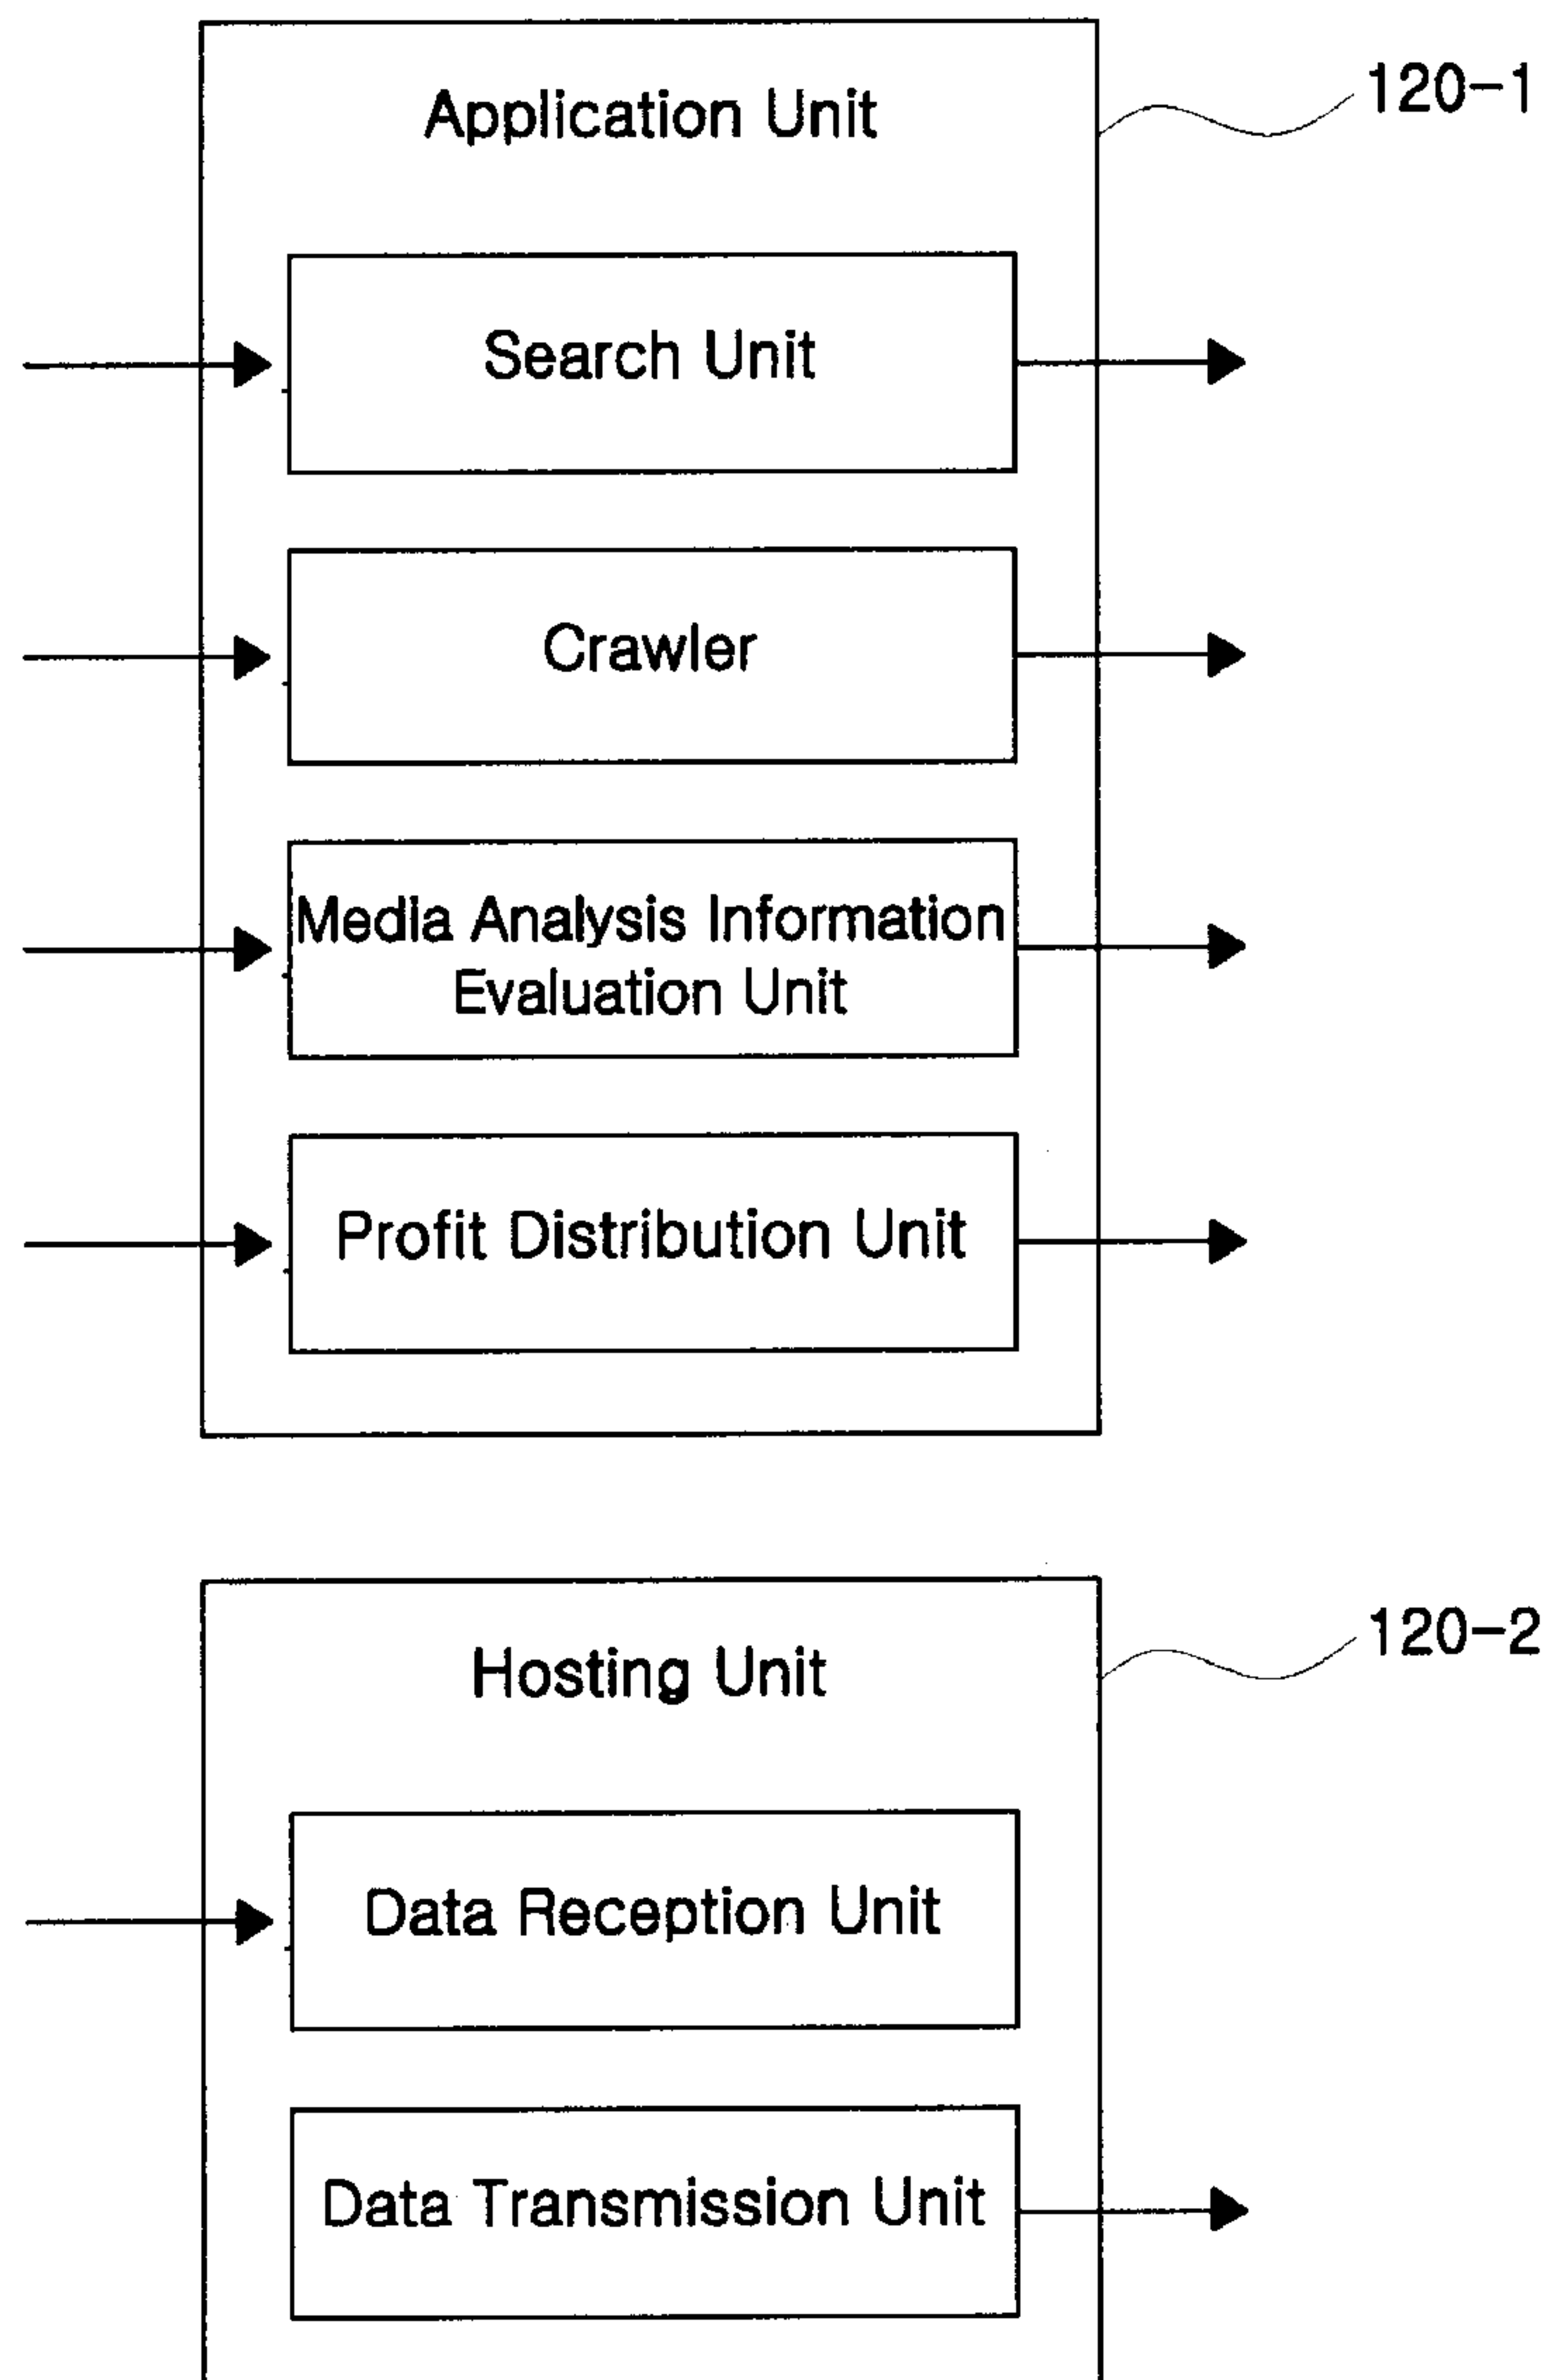 Application Unit
120-1
Search Unit
Crawler
Media Analysis Information
Evaluation Unit
Profit Distribution Unit
Hosting Unit
120-2
Data Reception Unit
Data Transmission Unit